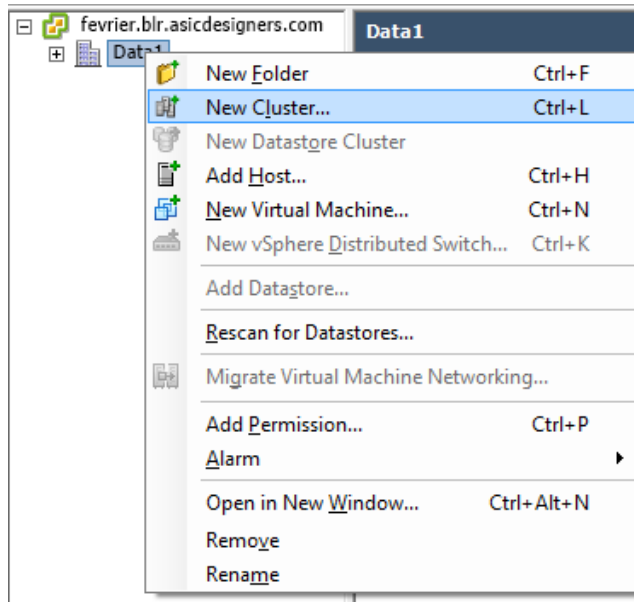 fevrier.blr.asicdesigners.com
Data1
Data1
New Folder Ctrl+F
New Cluster... Ctrl+L
New Datastore Cluster
Add Host... Ctrl+H
New Virtual Machine... Ctrl+N
New vSphere Distributed Switch... Ctrl+K
Add Datastore...
Rescan for Datastores...
Migrate Virtual Machine Networking...
Add Permission... Ctrl+P
Alarm
Open in New Window... Ctrl+Alt+N
Remove
Rename